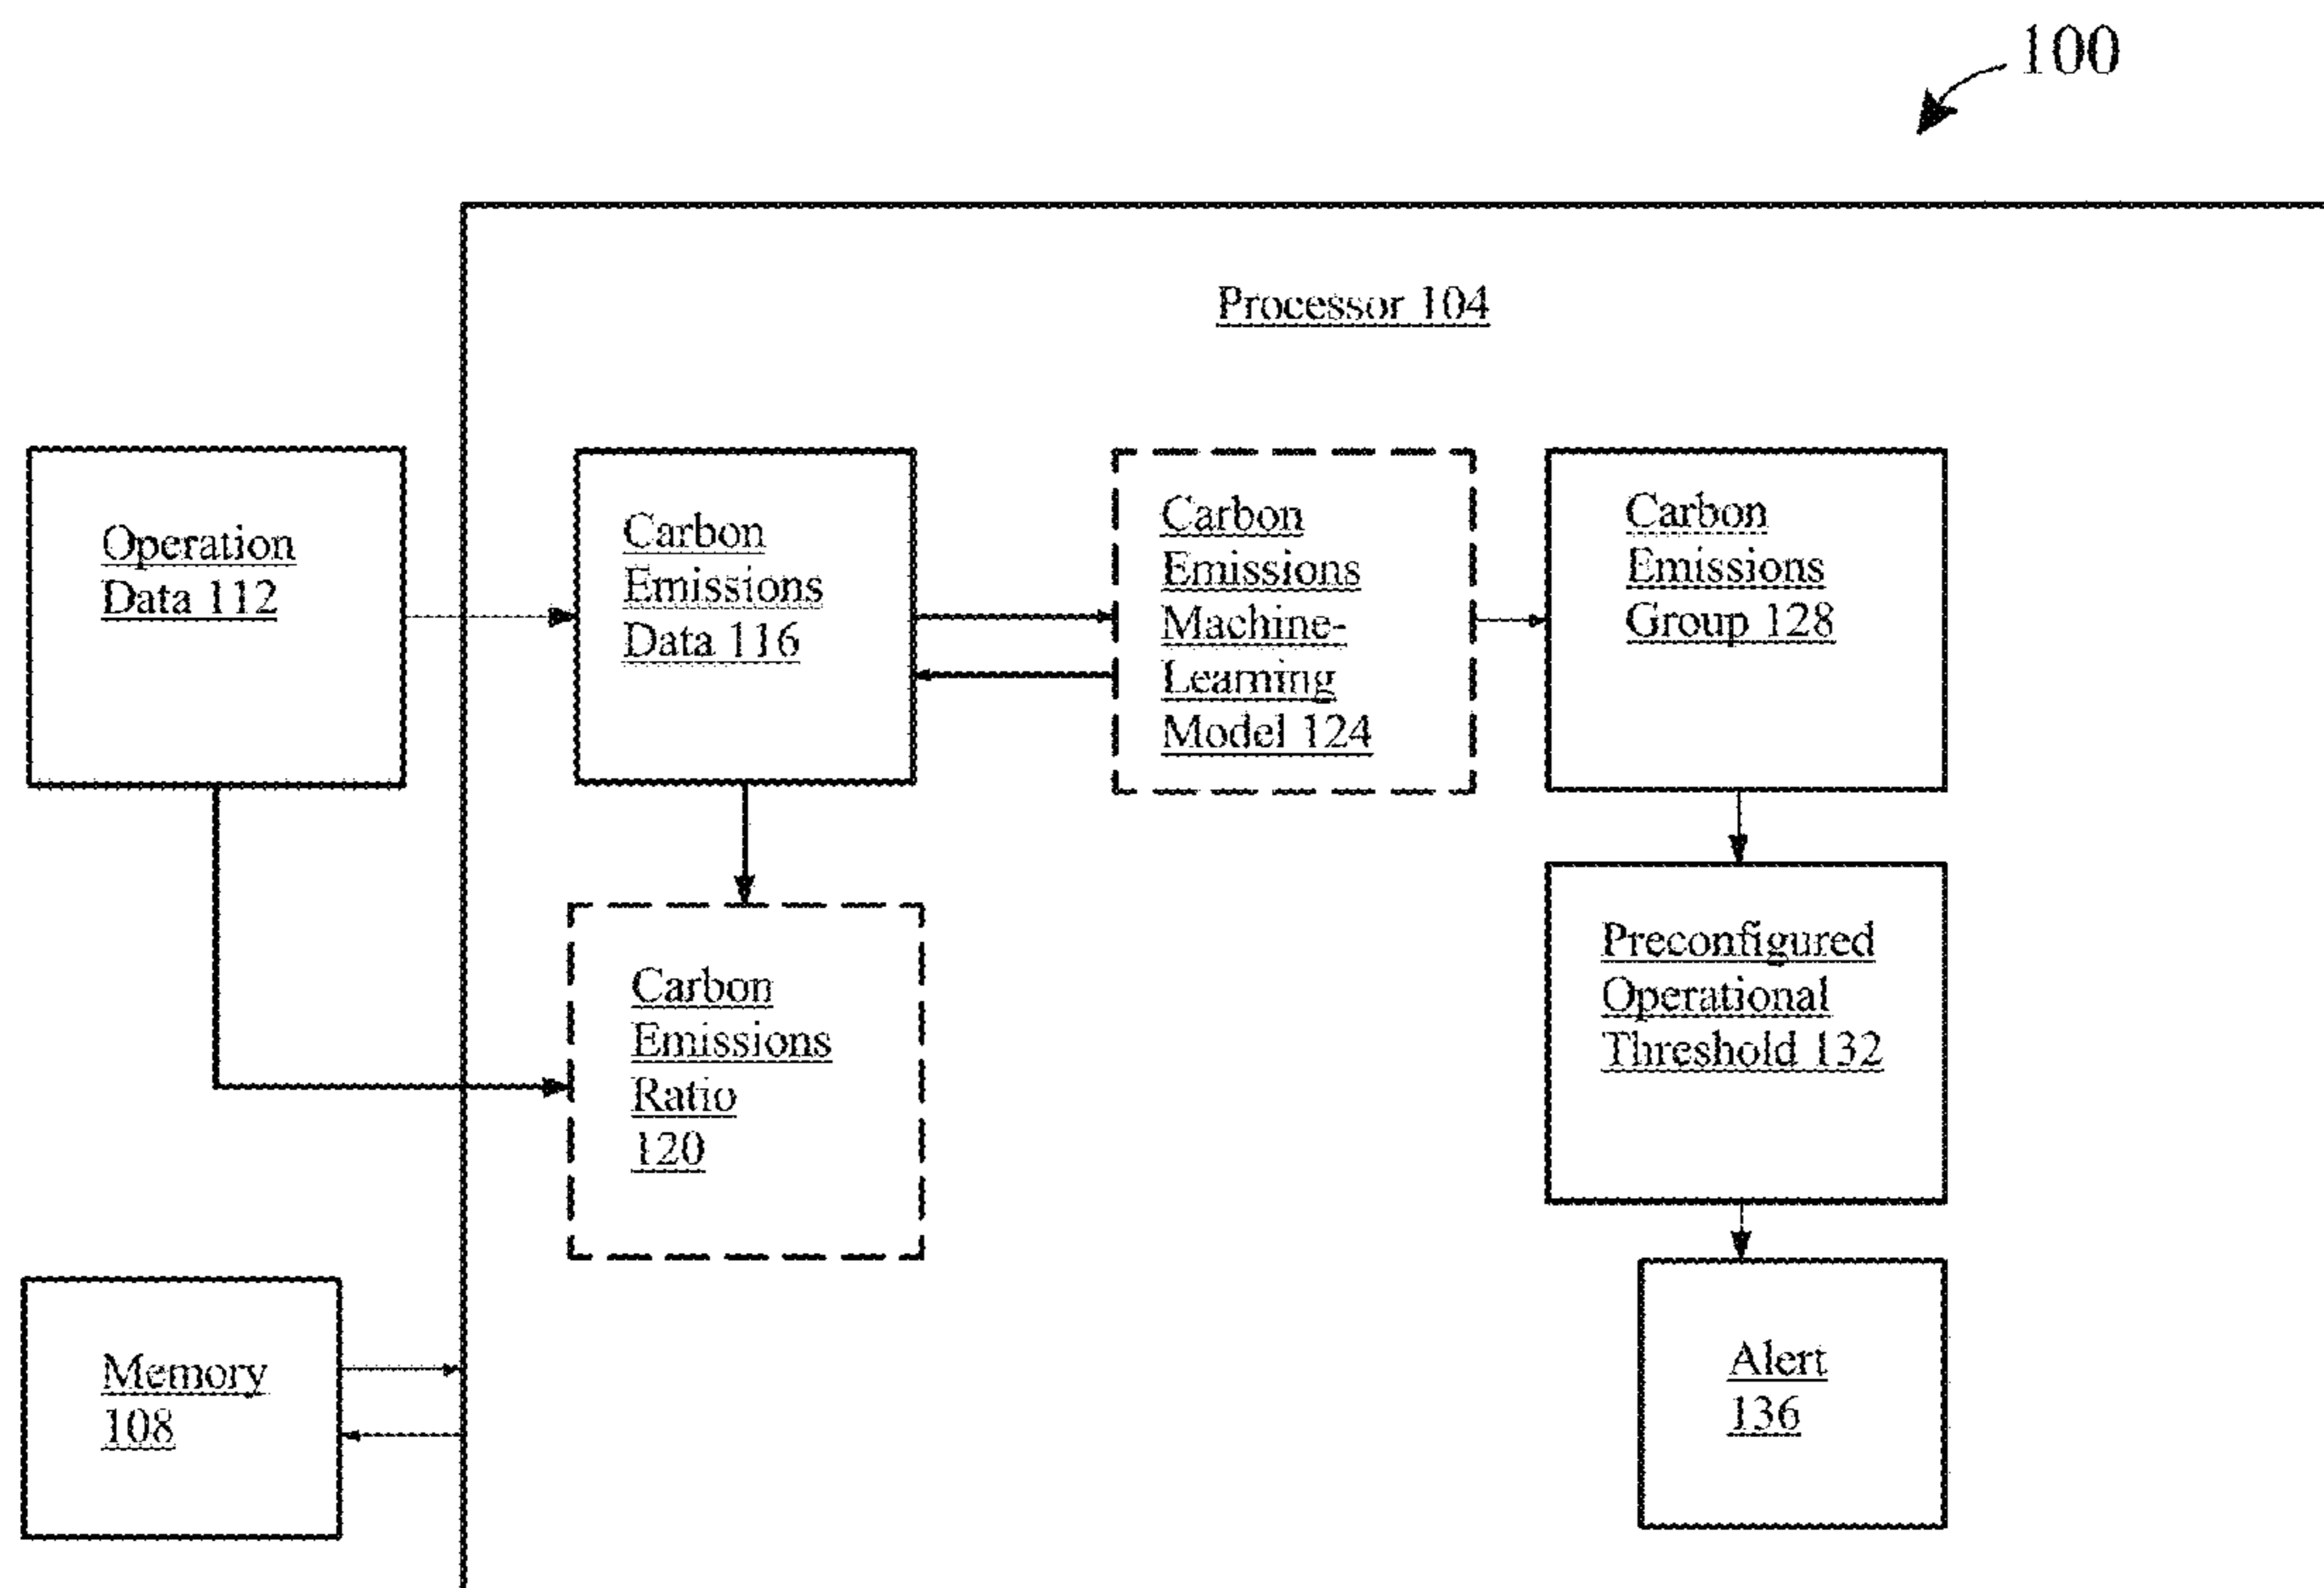 100
Processor 104
Operation
Data 112
Carbon
Emissions
Data 116
Carbon
Emissions
Machine-
Learning
Model 124
Carbon
Emissions
Group 128
Carbon
Emissions
Ratio
120
Preconfigured
Operational
Threshold 132
Memory
108
Alert
136